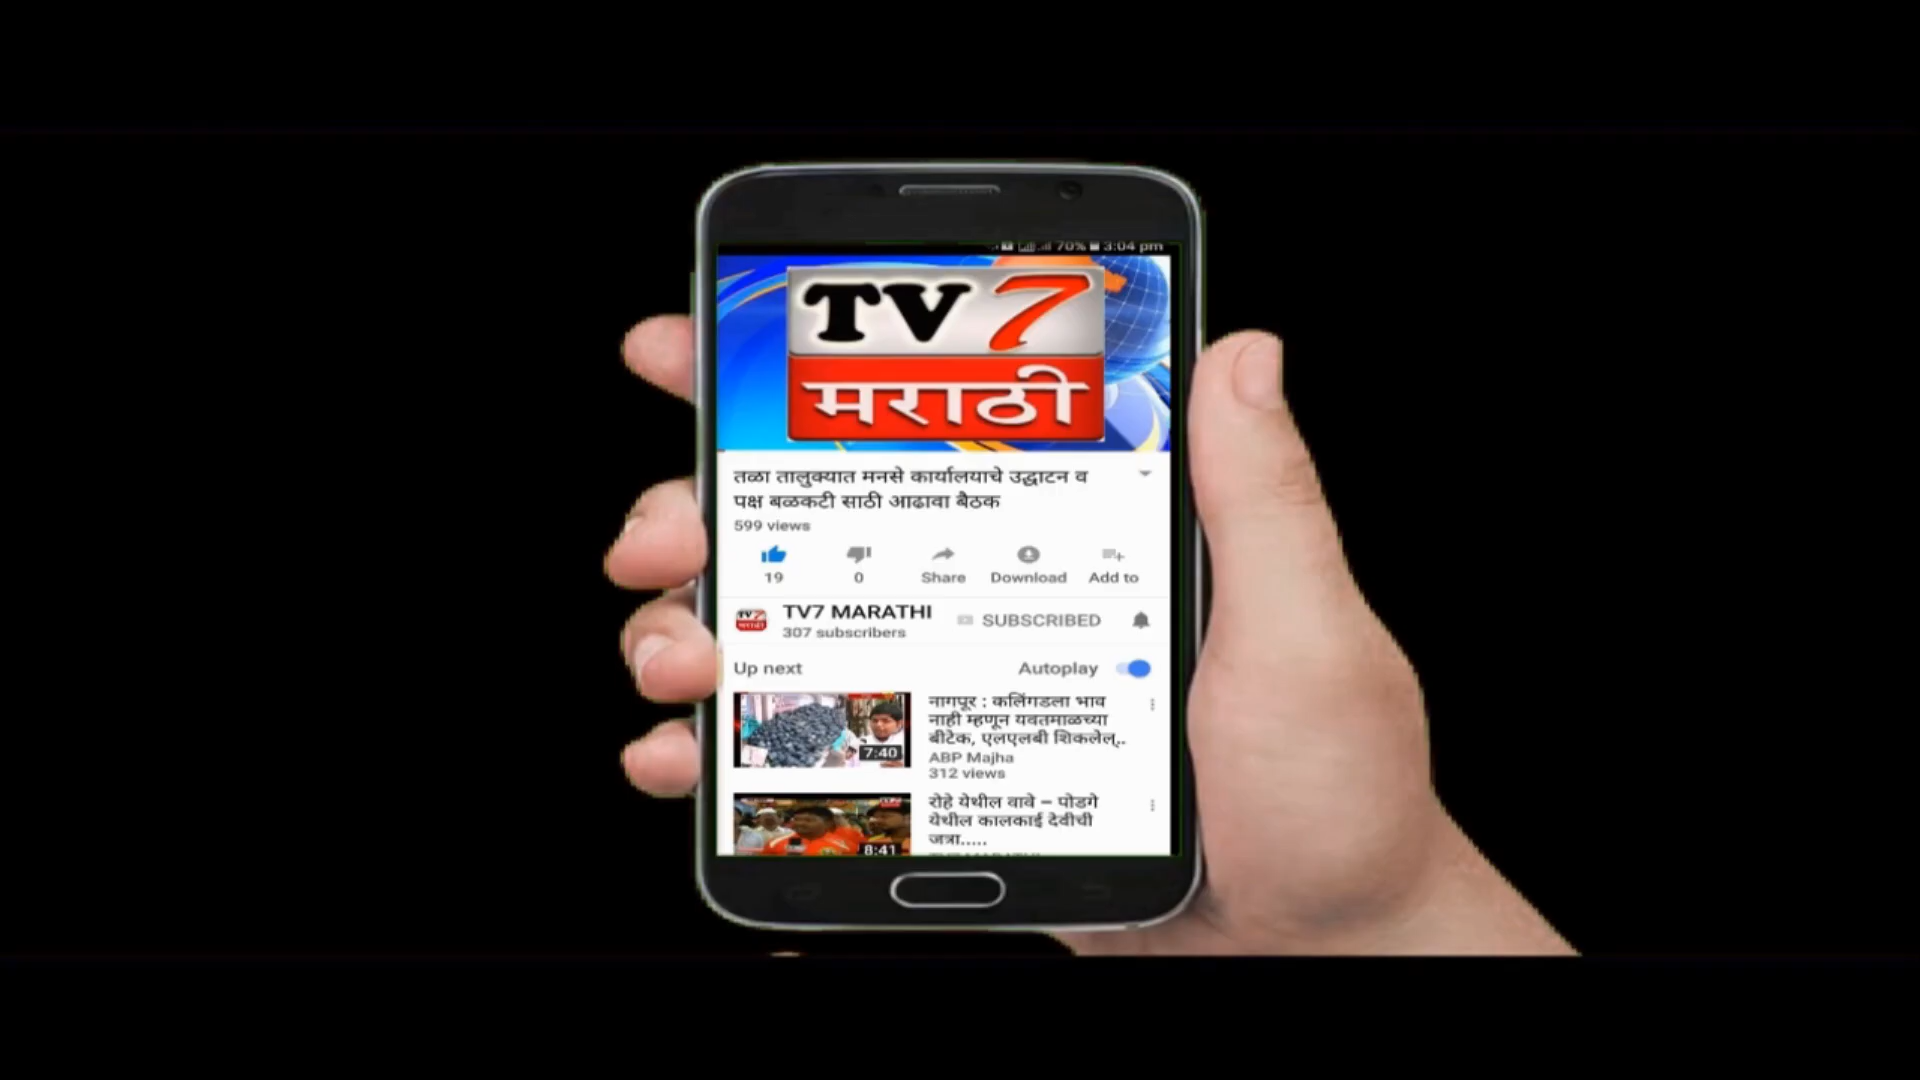 70% 3:04 pm
TV 7
मराठी
तळा तालुक्यात मनसे कार्यालयाचे उद्घाटन व
पक्ष बळकटी साठी आढावा बैठक
599 views
19 0 Share Download Add to
TV7 MARATHI SUBSCRIBED
307 subscribers
Up next Autoplay
नागपूर : कलिंगडला भाव
नाही म्हणून यवतमाळच्या
बीटेक, एलएलबी शिकलेल्..
ABP Majha
312 views
7:40
रोहे येथील वावे – पोडगे
येथील कालकाई देवीची
जत्रा.....
8:41